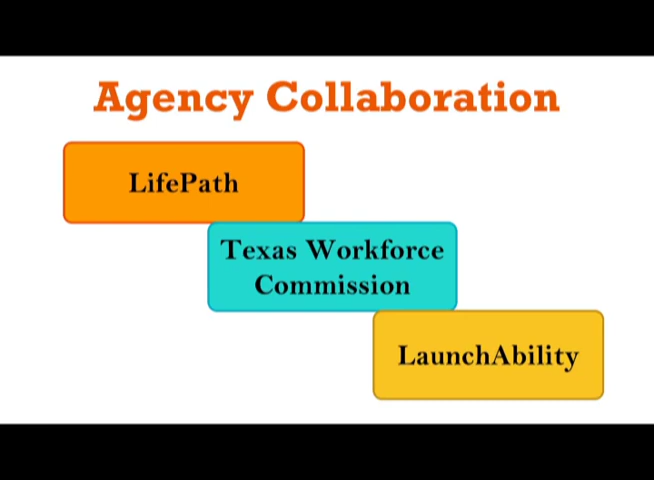 Agency Collaboration
LifePath
Texas Workforce
Commission
LaunchAbility